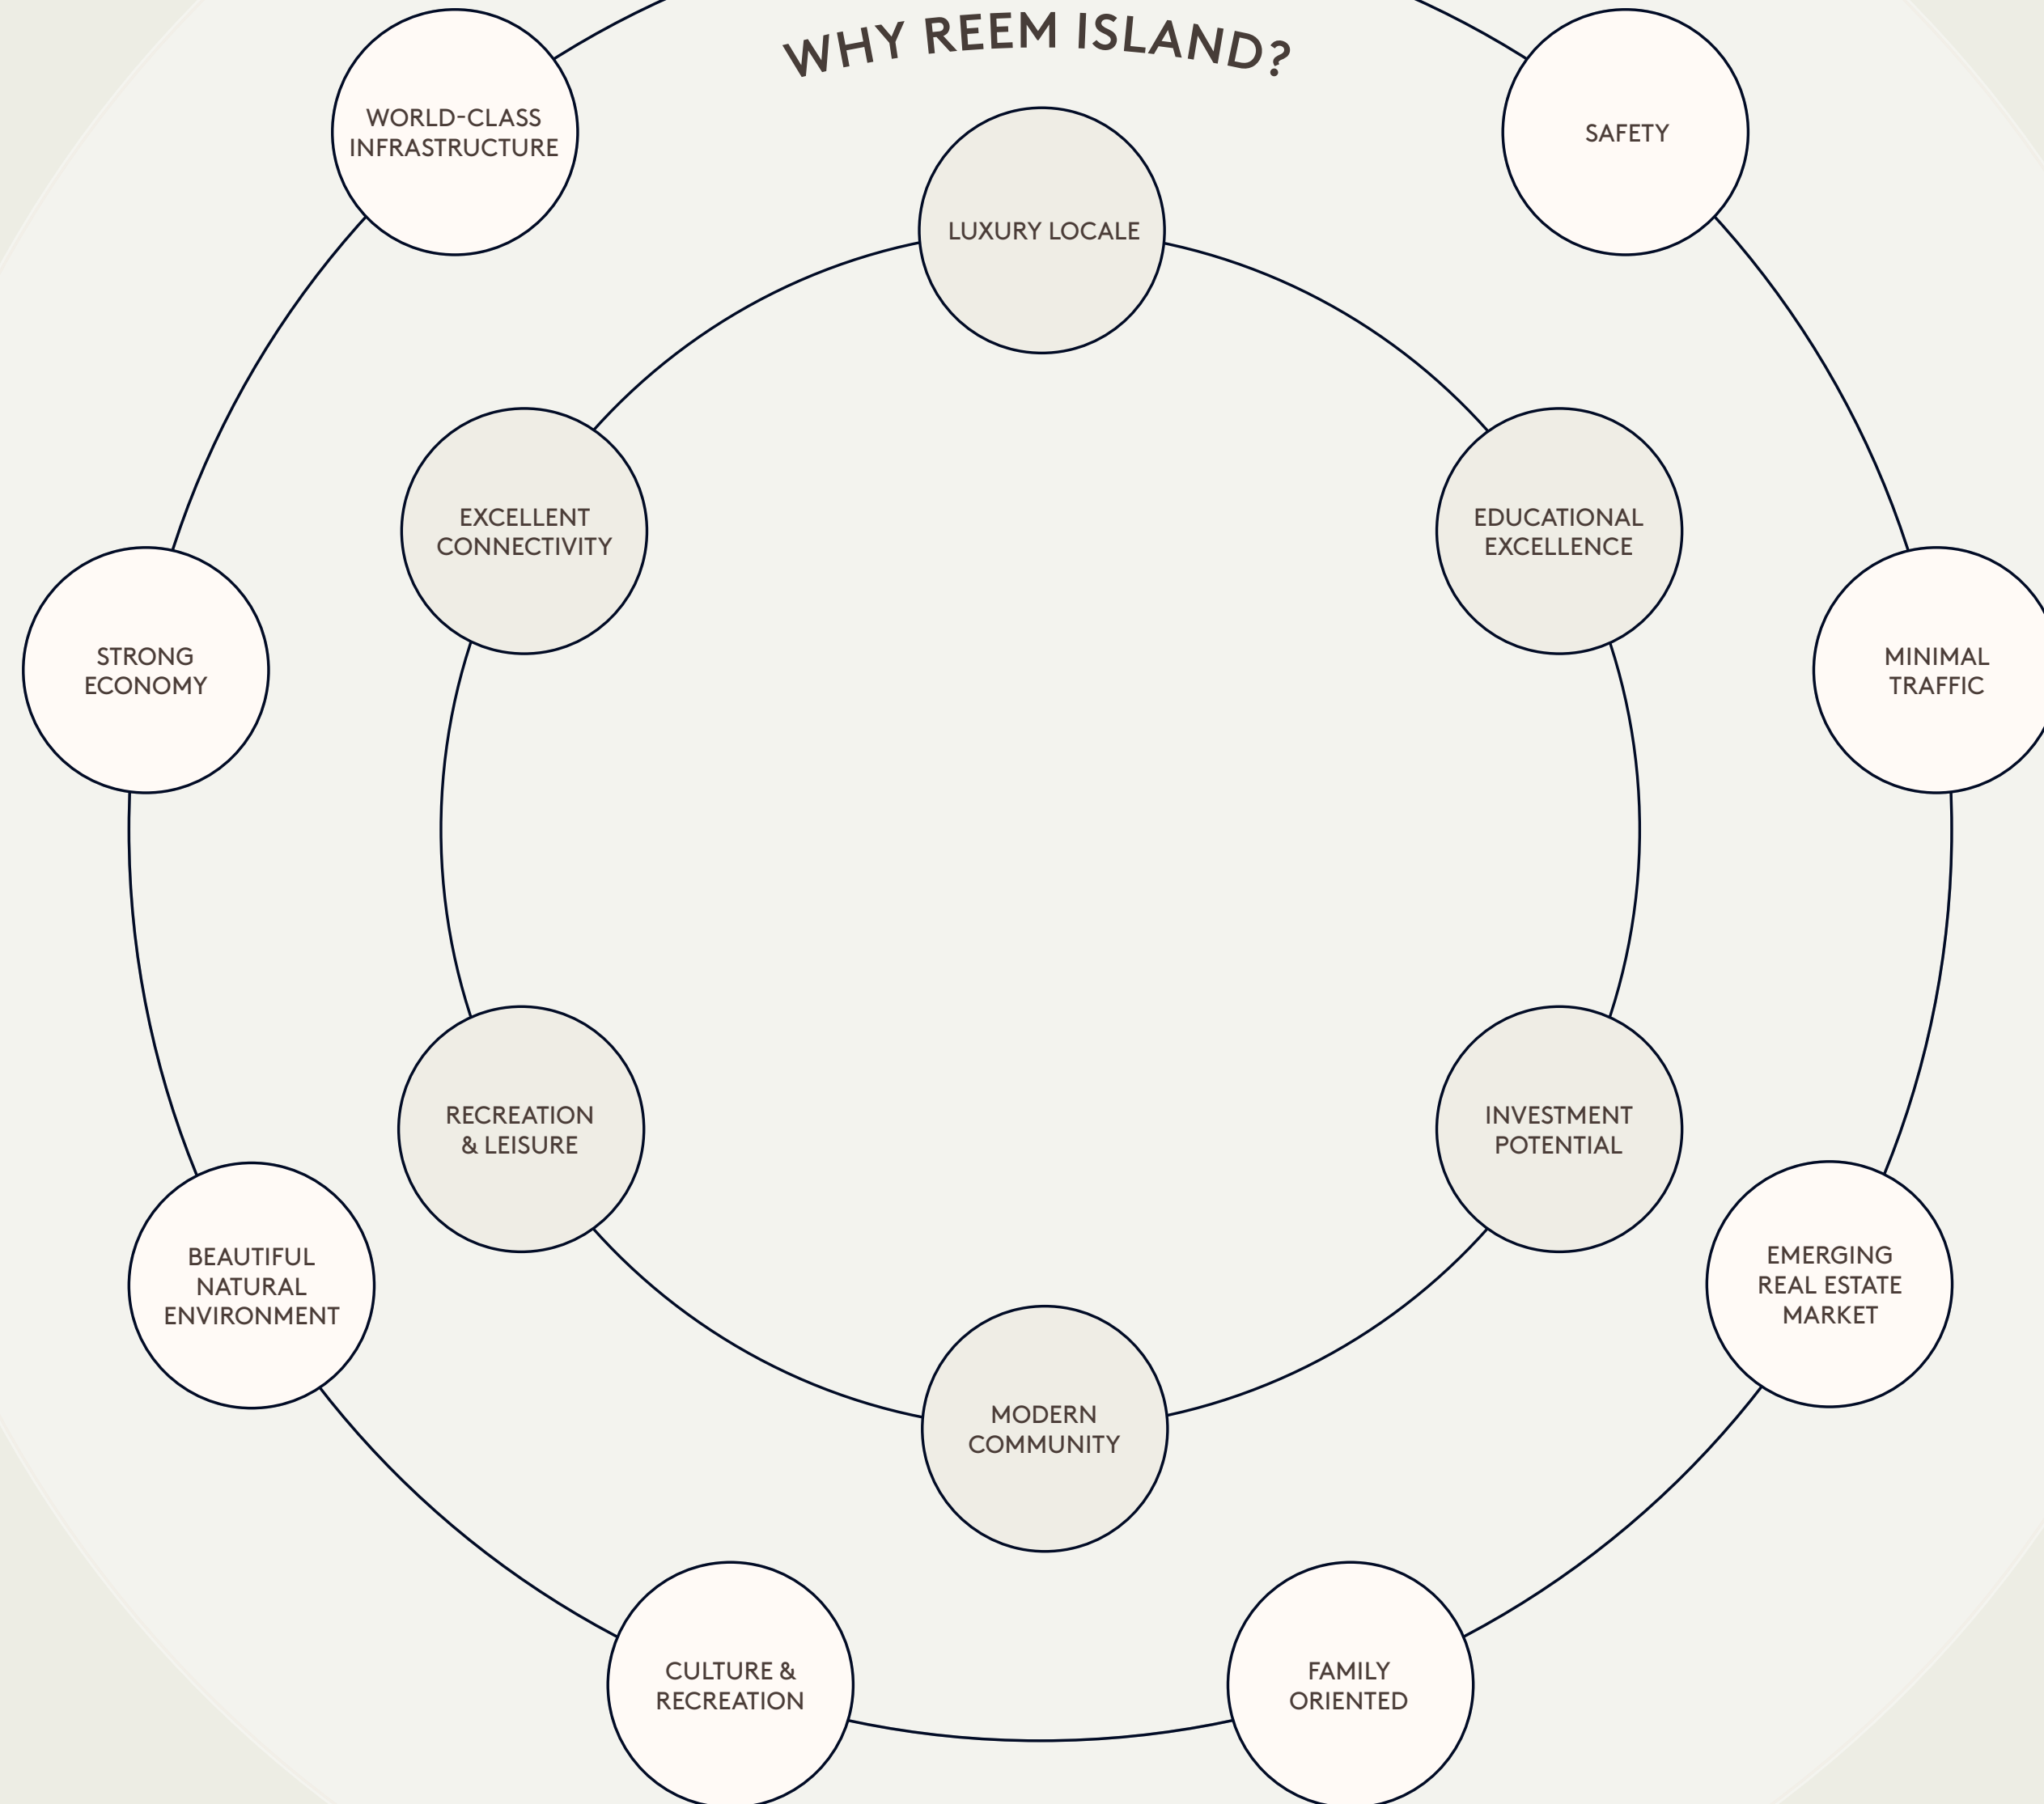 WHY REEM ISLAND?
WORLD-CLASS
INFRASTRUCTURE
SAFETY
LUXURY LOCALE
EXCELLENT
CONNECTIVITY
EDUCATIONAL
EXCELLENCE
STRONG
ECONOMY
MINIMAL
TRAFFIC
RECREATION
& LEISURE
INVESTMENT
POTENTIAL
BEAUTIFUL
NATURAL
ENVIRONMENT
EMERGING
REAL ESTATE
MARKET
MODERN
COMMUNITY
CULTURE &
RECREATION
FAMILY
ORIENTED